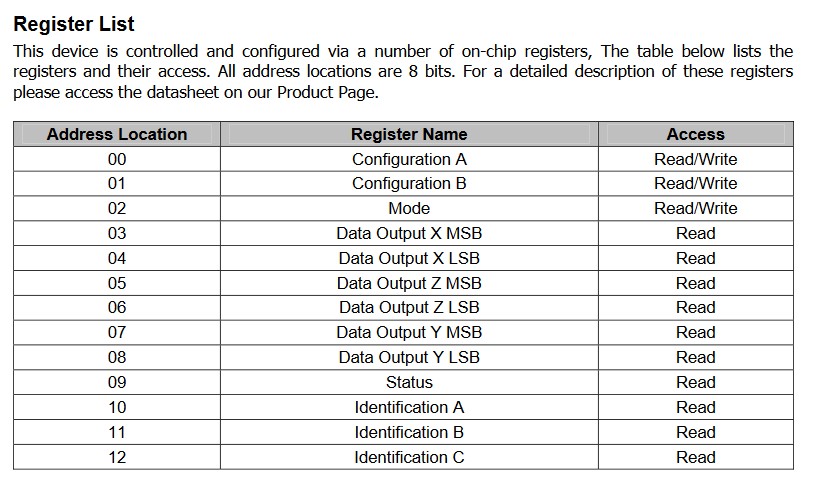 Register List
This device is controlled and configured via a number of on-chip registers, The table below lists the
registers and their access. All address locations are 8 bits. For a detailed description of these registers
please access the datasheet on our Product Page.
Address Location Register Name Access
00 Configuration A Read/Write
01 Configuration B Read/Write
02 Mode Read/Write
03 Data Output X MSB Read
04 Data Output X LSB Read
05 Data Output Z MSB Read
06 Data Output Z LSB Read
07 Data Output Y MSB Read
08 Data Output Y LSB Read
09 Status Read
10 Identification A Read
11 Identification B Read
12 Identification C Read